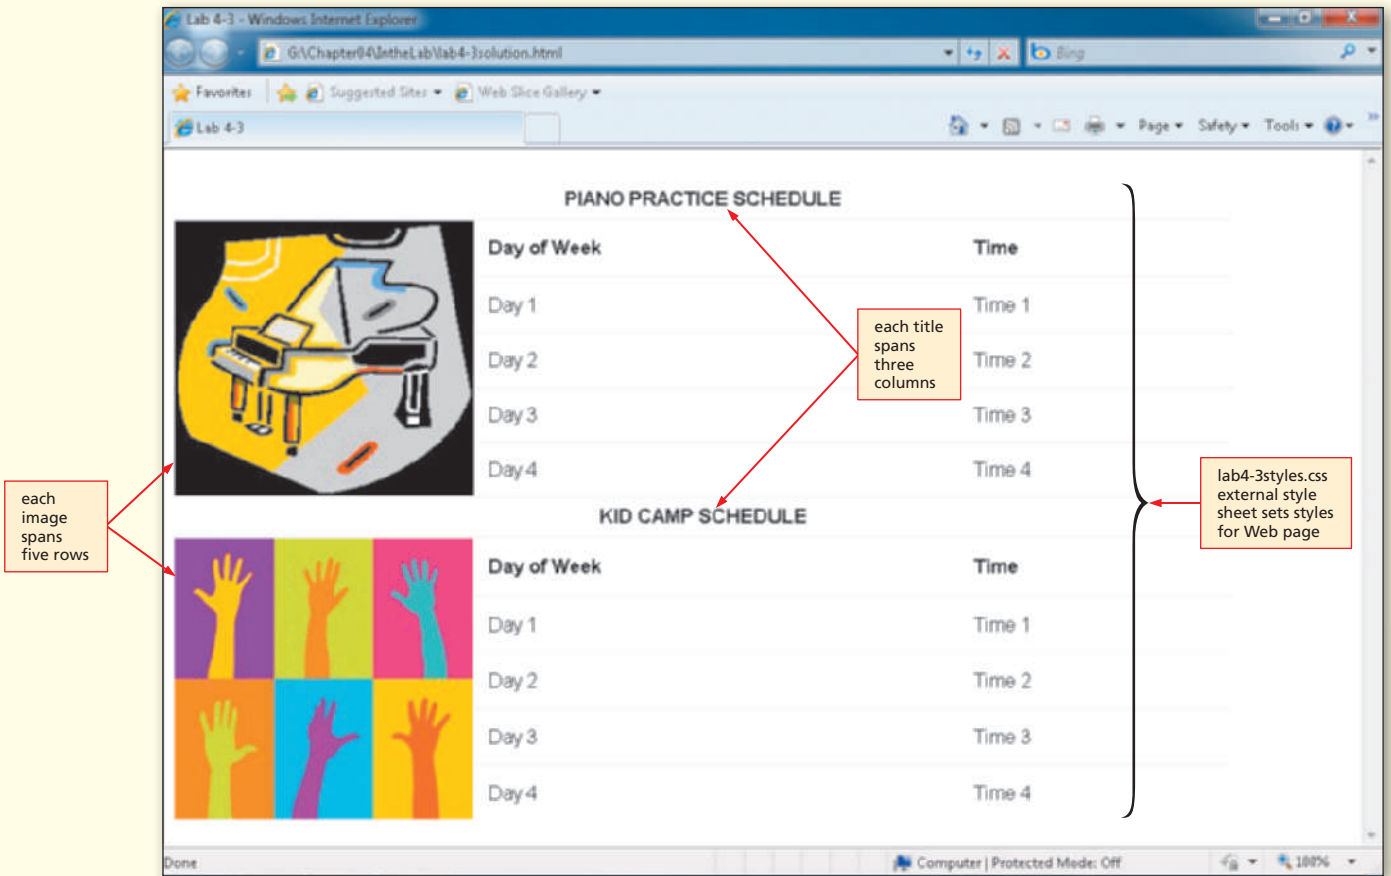 Lab 4-3 - Windows Internet Explorer
G:\Chapter04\IntheLab\lab4-3solution.html
Bing
Favorites
Suggested Sites
Web Slice Gallery
Lab 4-3
Page
Safety
Tools
PIANO PRACTICE SCHEDULE
Day of Week Time
Day 1 Time 1
Day 2 Time 2
Day 3 Time 3
Day 4 Time 4
KID CAMP SCHEDULE
Day of Week Time
Day 1 Time 1
Day 2 Time 2
Day 3 Time 3
Day 4 Time 4
each title
spans
three
columns
each
image
spans
five rows
lab4-3styles.css
external style
sheet sets styles
for Web page
Done
Computer | Protected Mode: Off
100%